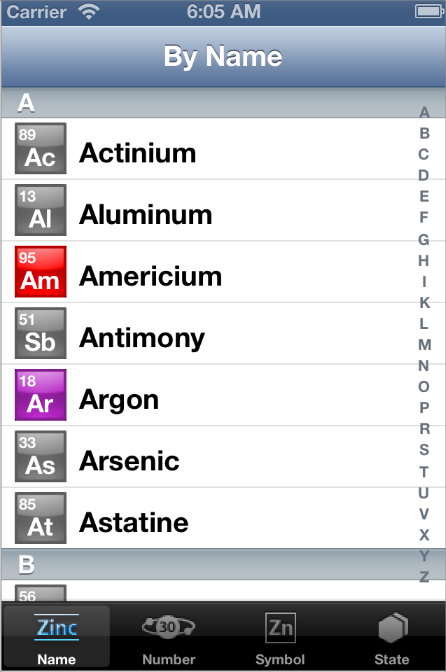 Carrier 6:05 AM
By Name
A
89
Ac Actinium
13
Al Aluminum
95
Am Americium
51
Sb Antimony
18
Ar Argon
33
As Arsenic
85
At Astatine
B
56
A
B
C
D
E
F
G
H
I
K
L
M
N
O
P
R
S
T
U
V
X
Y
Z
Zinc 30 Zn
Name Number Symbol State